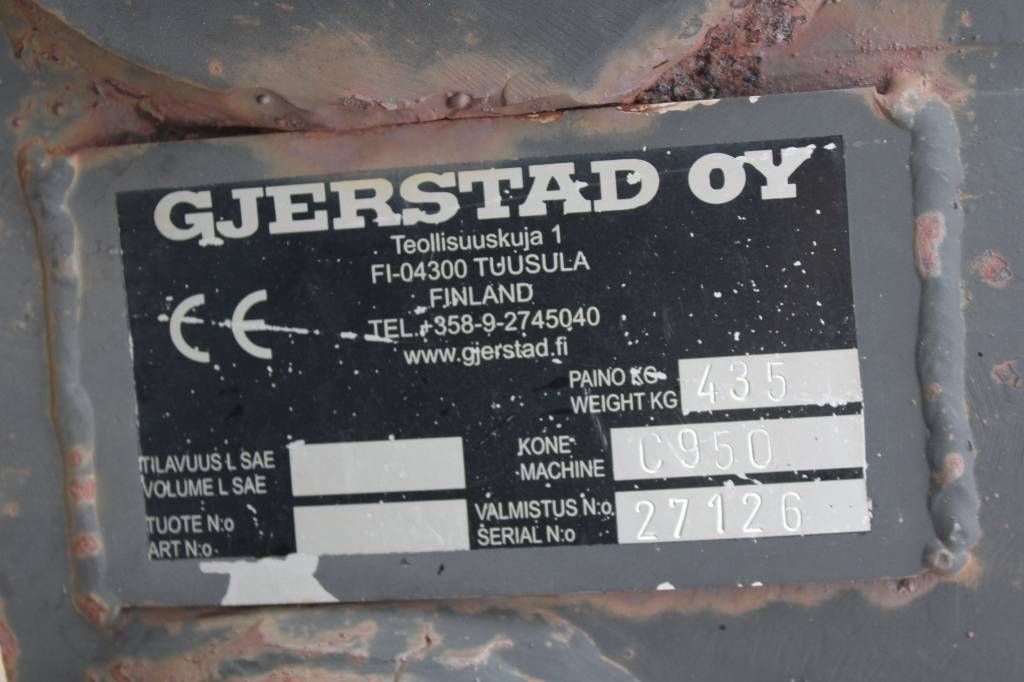 GJERSTAD OY
Teollisuuskuja 1
FI-04300 TUUSULA
FINLAND
TEL.+358-9-2745040
www.gjerstad.fi
CE
PAINO KG
WEIGHT KG 435
TILAVUUS L SAE
VOLUME L SAE
KONE
MACHINE C950
TUOTE N:o
ART N:o
VALMISTUS N:o
SERIAL N:o 27126